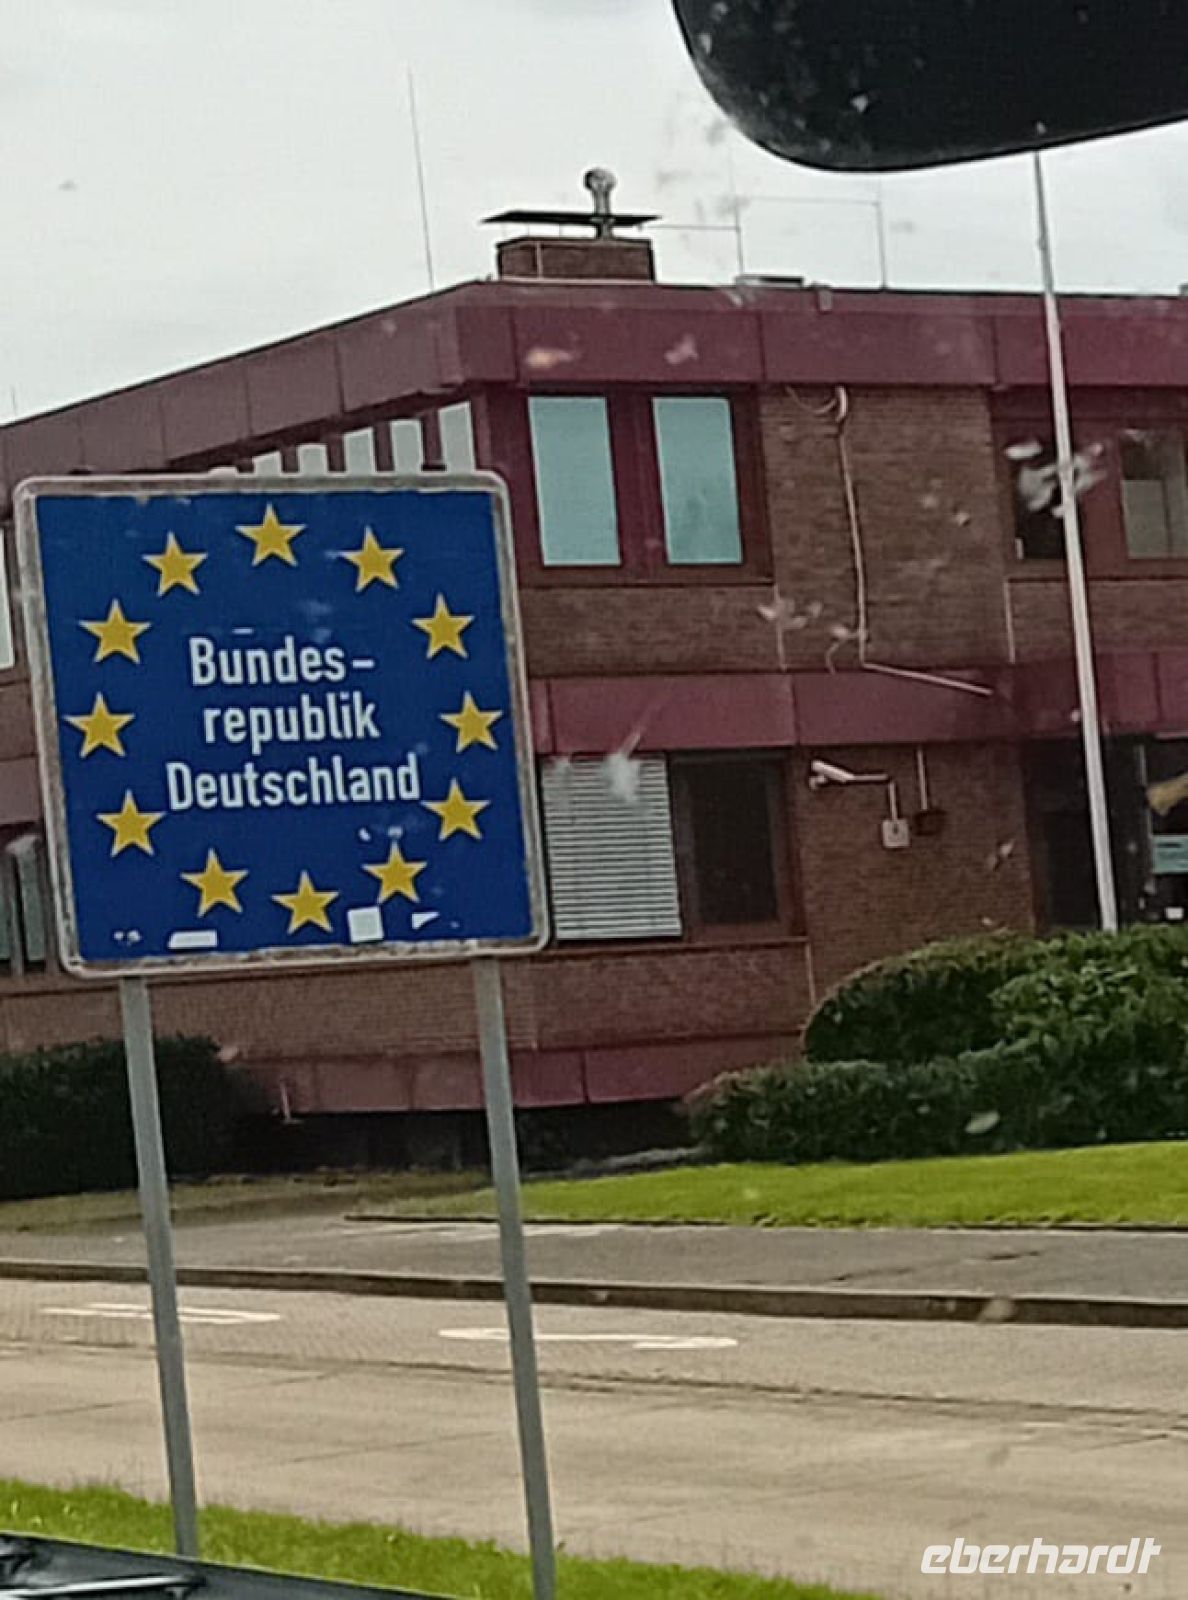 Bundes-
republik
Deutschland
eberhardt